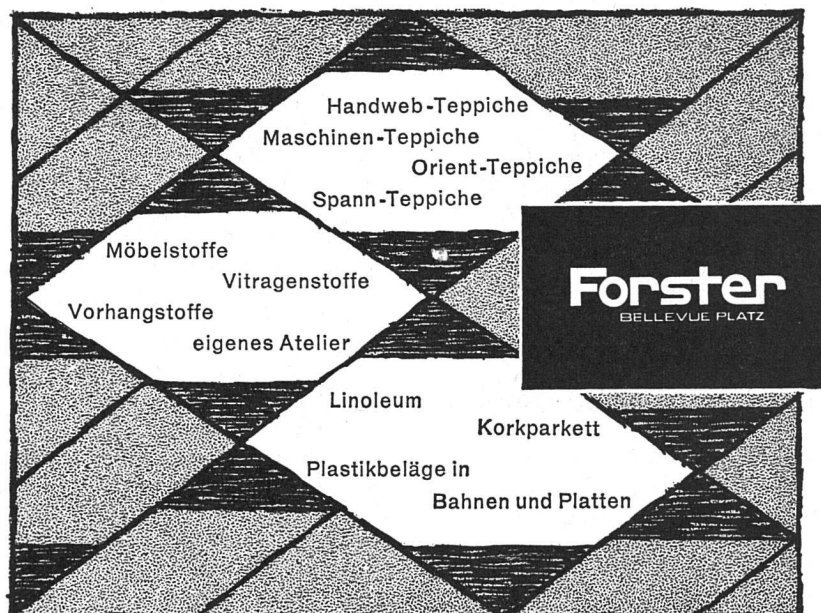 Handweb-Teppiche
Maschinen-Teppiche
Orient-Teppiche
Spann-Teppiche
Möbelstoffe
Vitragenstoffe
Vorhangstoffe
eigenes Atelier
Forster
BELLEVUE PLATZ
Linoleum
Korkparkett
Plastikbeläge in
Bahnen und Platten